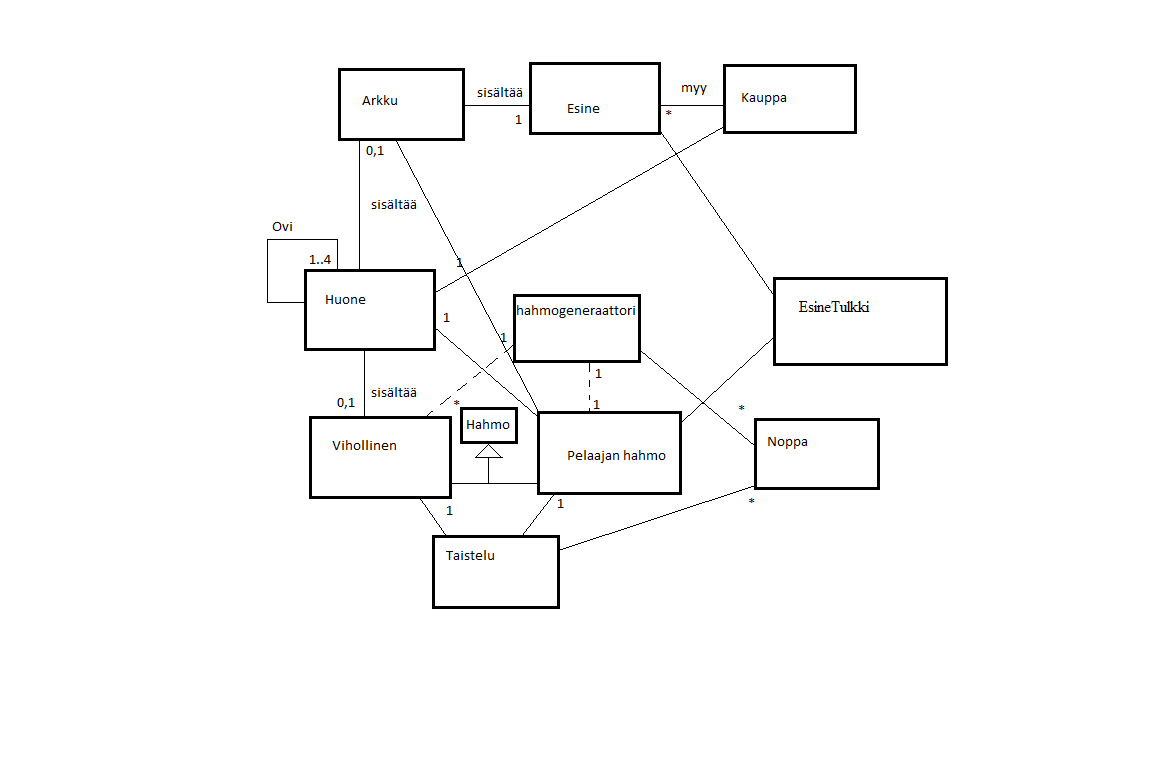 Arkku
sisältää
1
Esine
myy
*
Kauppa
0,1
sisältää
Ovi
1..4
1
Huone
1
hahmogeneraattori
1
EsineTulkki
1
0,1
sisältää
*
1
*
Hahmo
Vihollinen
Pelaajan hahmo
Noppa
1
1
*
Taistelu